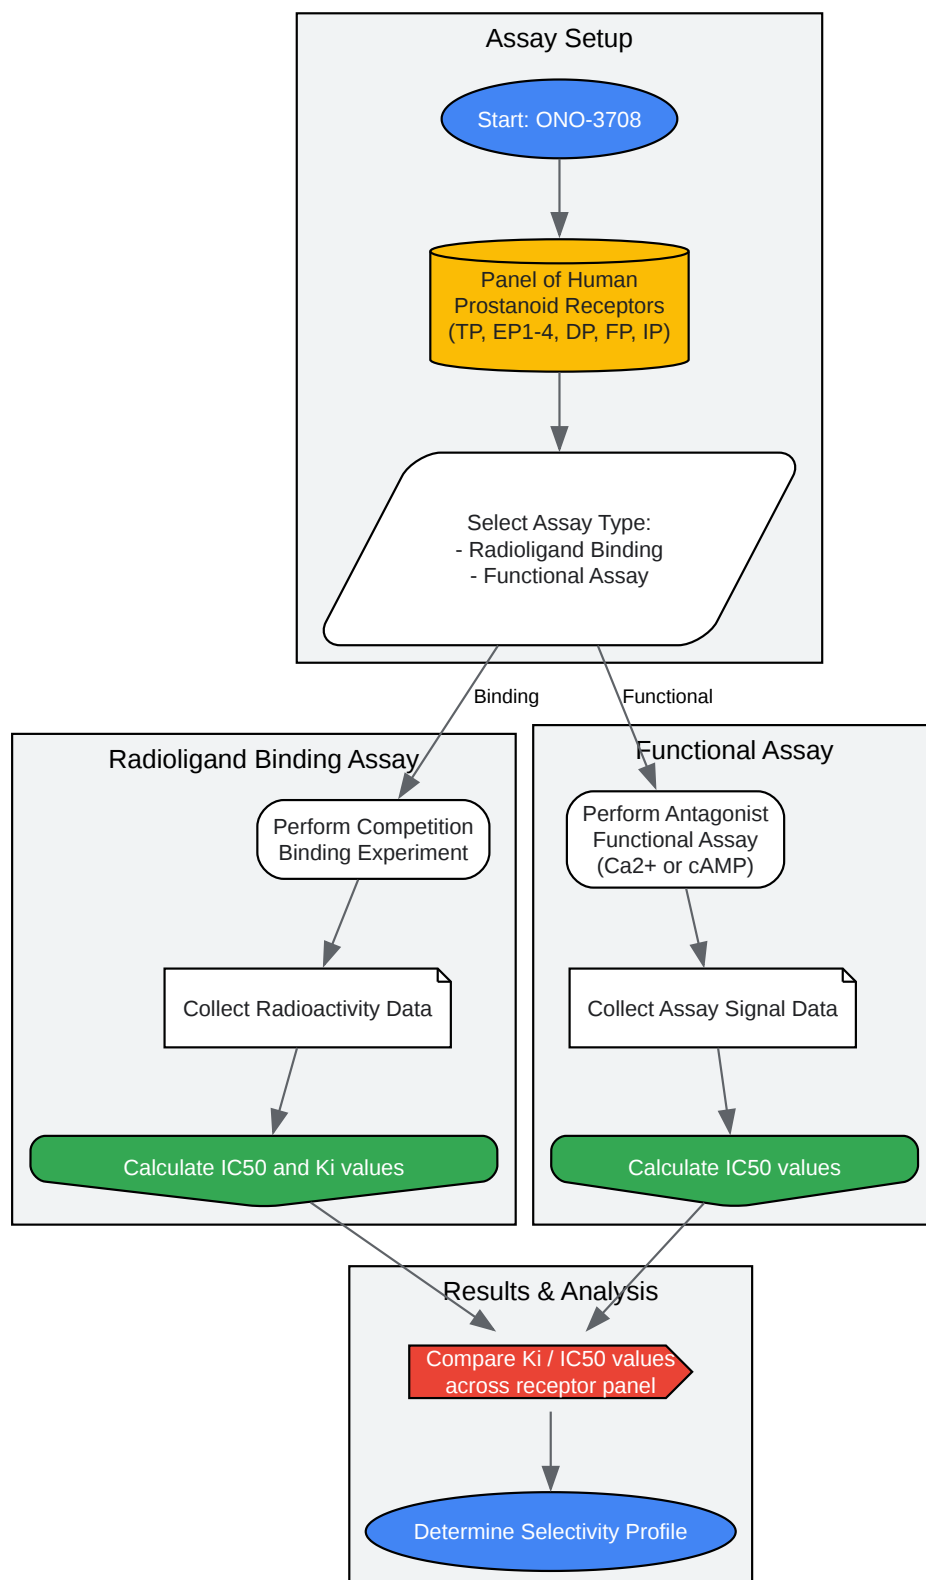 Assay Setup
Start: ONO-3708
Panel of Human
Prostanoid Receptors
(TP, EP1-4, DP, FP, IP)
Select Assay Type:
- Radioligand Binding
- Functional Assay
Binding
Functional
Radioligand Binding Assay
Perform Competition
Binding Experiment
Collect Radioactivity Data
Calculate IC50 and Ki values
Functional Assay
Perform Antagonist
Functional Assay
(Ca2+ or cAMP)
Collect Assay Signal Data
Calculate IC50 values
Results & Analysis
Compare Ki / IC50 values
across receptor panel
Determine Selectivity Profile